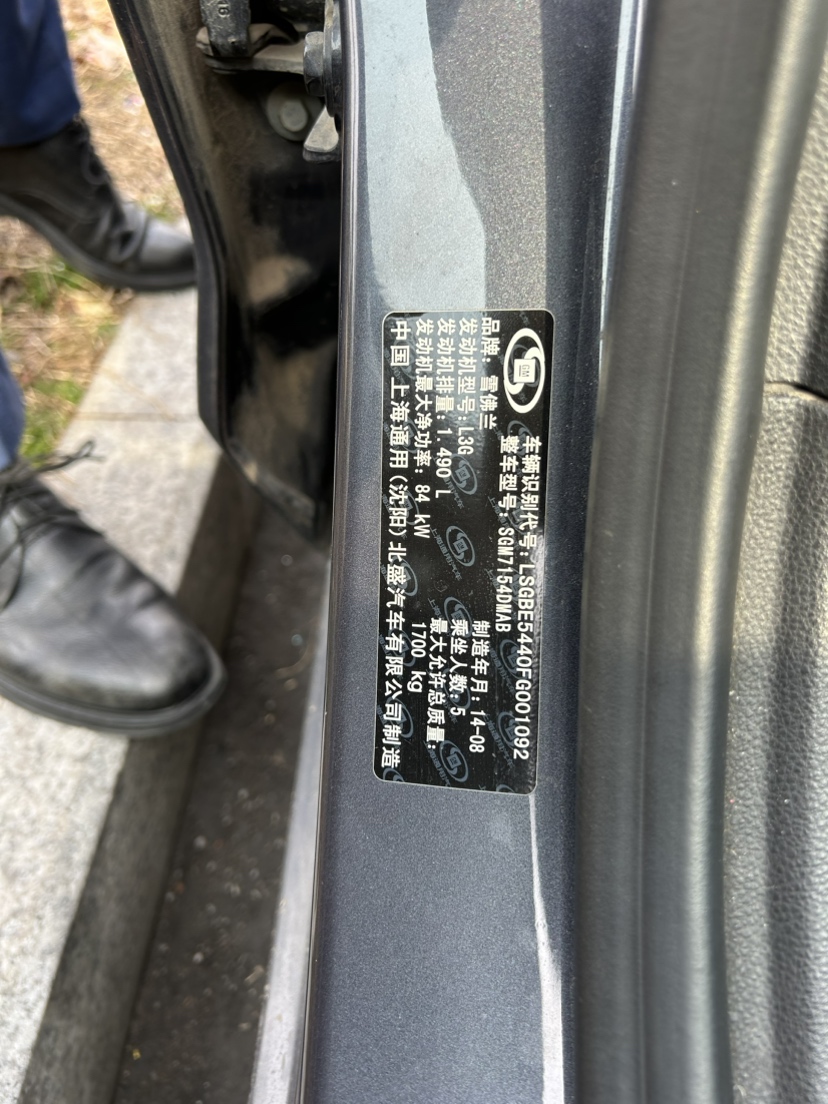 GM
车辆识别代号: LSGBE5440FG001092
整车型号: SGM7154DMAB
品牌: 雪佛兰
制造年月: 14-08
发动机型号: L3G
乘坐人数: 5
发动机排量: 1.490 L
最大允许总质量:
发动机最大净功率: 84 kW
1700 kg
中国 上海通用(沈阳)北盛汽车有限公司制造